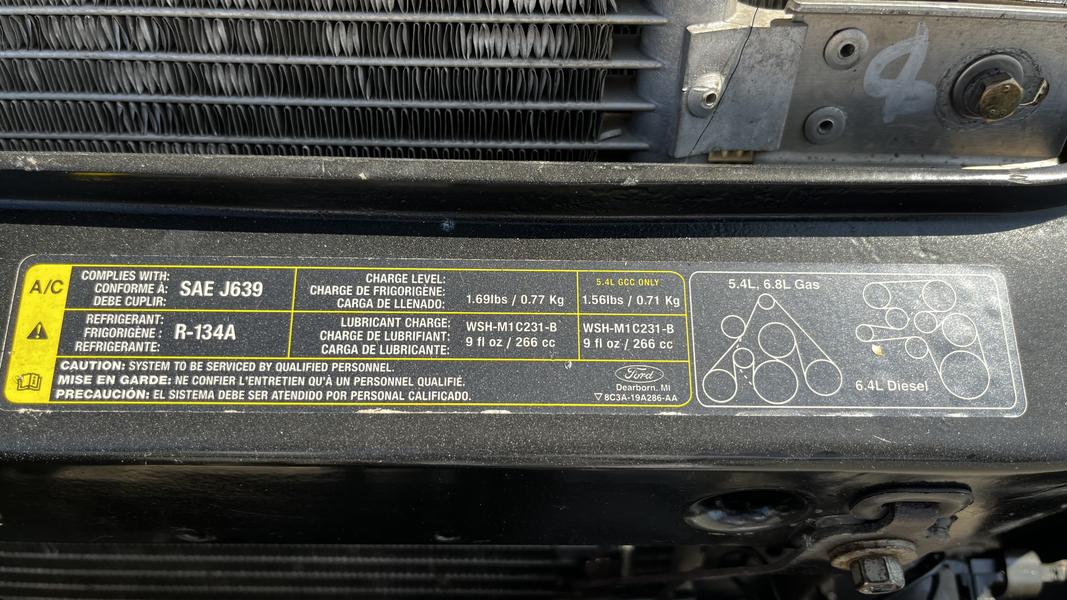 A/C
COMPLIES WITH:
CONFORME À:
DEBE CUPLIR:
SAE J639
CHARGE LEVEL:
CHARGE DE FRIGORIGÈNE:
CARGA DE LLENADO:
1.69lbs / 0.77 Kg
5.4L GCC ONLY
1.56lbs / 0.71 Kg
REFRIGERANT:
FRIGORIGÈNE :
REFRIGERANTE:
R-134A
LUBRICANT CHARGE:
CHARGE DE LUBRIFIANT:
CARGA DE LUBRICANTE:
WSH-M1C231-B
9 fl oz / 266 cc
WSH-M1C231-B
9 fl oz / 266 cc
CAUTION: SYSTEM TO BE SERVICED BY QUALIFIED PERSONNEL.
MISE EN GARDE: NE CONFIER L'ENTRETIEN QU'À UN PERSONNEL QUALIFIÉ.
PRECAUCIÓN: EL SISTEMA DEBE SER ATENDIDO POR PERSONAL CALIFICADO.
Ford
Dearborn, MI
8C3A-19A286-AA
5.4L, 6.8L Gas
6.4L Diesel